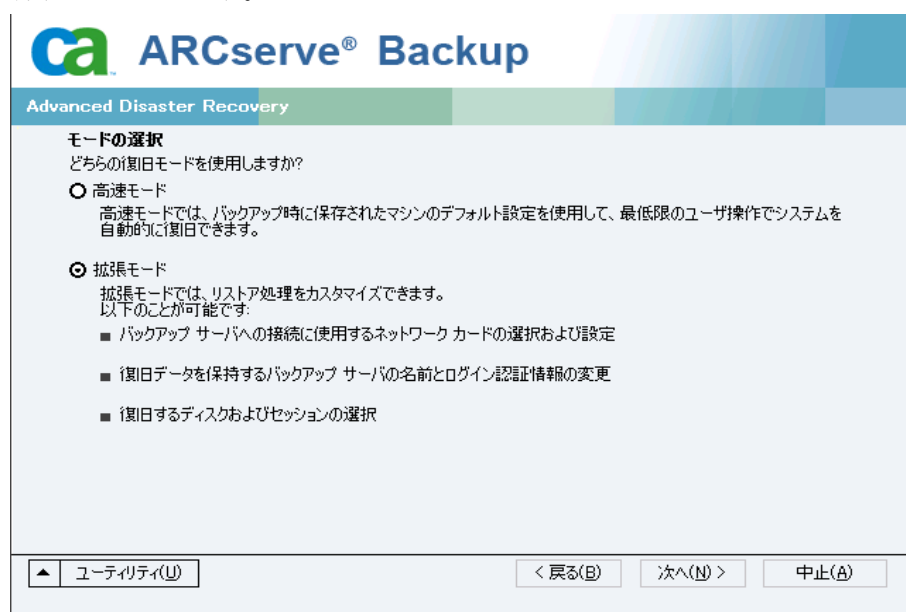 ca ARCserve® Backup
Advanced Disaster Recovery
モードの選択
どちらの復旧モードを使用しますか?
高速モード
高速モードでは、バックアップ時に保存されたマシンのデフォルト設定を使用して、最低限のユーザ操作でシステムを
自動的に復旧できます。
拡張モード
拡張モードでは、リストア処理をカスタマイズできます。
以下のことが可能です:
■ バックアップ サーバへの接続に使用するネットワーク カードの選択および設定
■ 復旧データを保持するバックアップ サーバの名前とログイン認証情報の変更
■ 復旧するディスクおよびセッションの選択
▲ ユーティリティ(U) < 戻る(B) 次へ(N) > 中止(A)